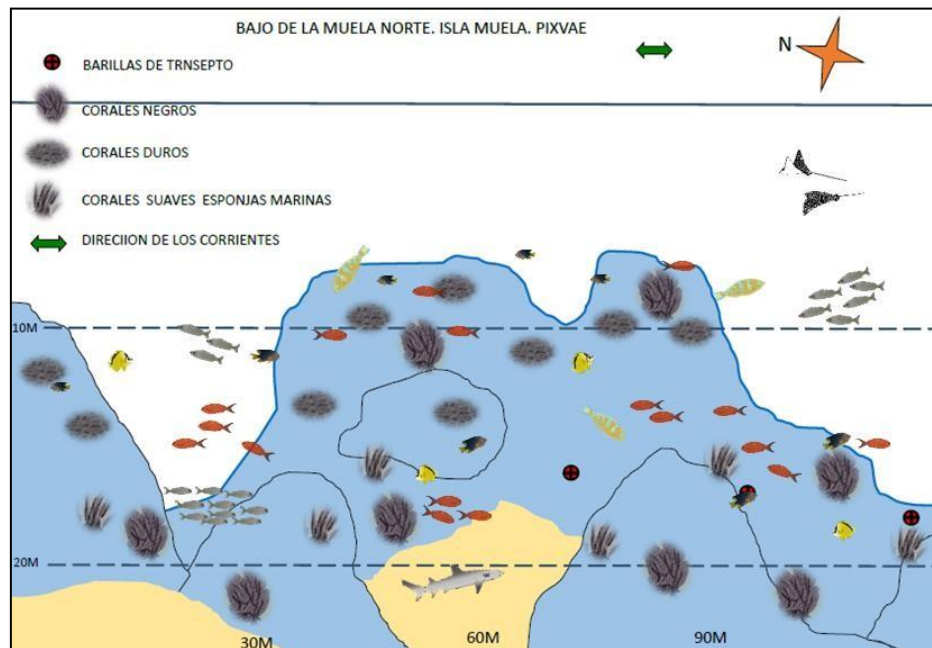 BAJO DE LA MUELA NORTE. ISLA MUELA. PIXVAE
N
BARILLAS DE TRNSEPTO
CORALES NEGROS
CORALES DUROS
CORALES SUAVES ESPONJAS MARINAS
DIRECIION DE LOS CORRIENTES
10M
20M
30M
60M
90M